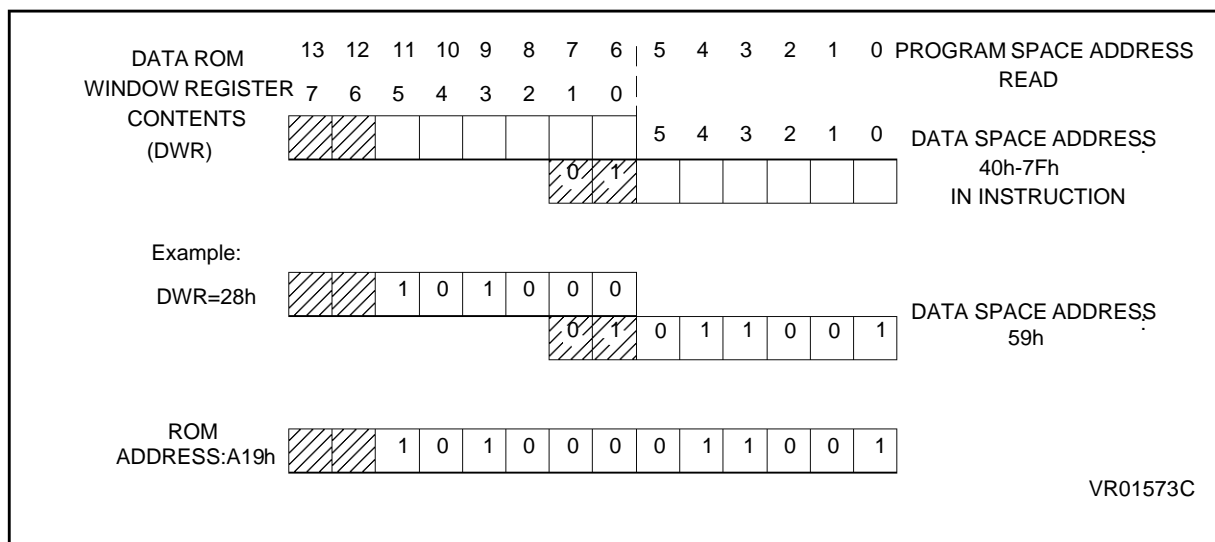 DATA ROM
WINDOW REGISTER
CONTENTS
(DWR)
13 12 11 10 9 8 7 6 5 4 3 2 1 0
PROGRAM SPACE ADDRESS
READ
7 6 5 4 3 2 1 0
5 4 3 2 1 0
DATA SPACE ADDRESS
:
40h-7Fh
IN INSTRUCTION
0 1
Example:
DWR=28h
1 0 1 0 0 0
0 1 0 1 1 0 0 1
DATA SPACE ADDRESS
:
59h
ROM
ADDRESS:A19h
1 0 1 0 0 0 0 1 1 0 0 1
VR01573C